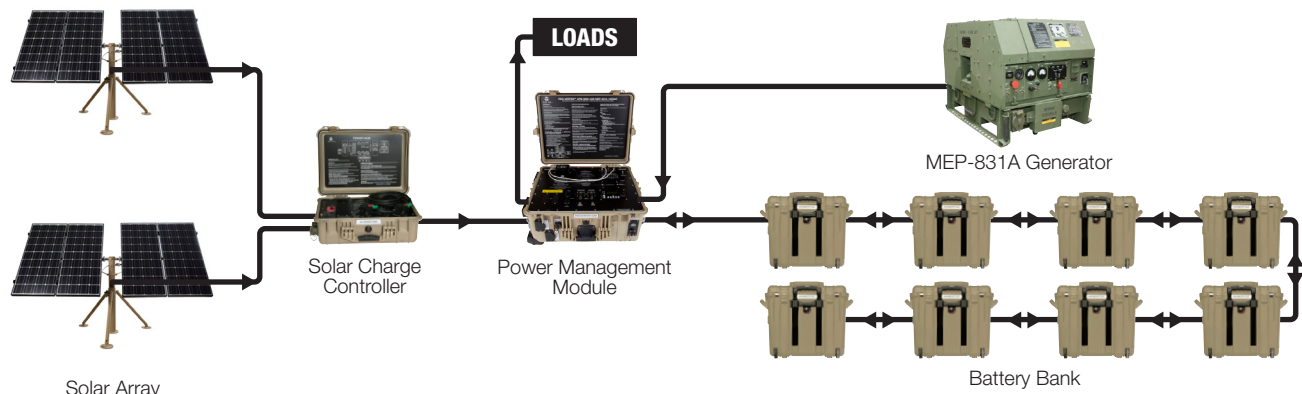 LOADS
MEP-831A Generator
Solar Charge
Controller
Power Management
Module
Solar Array
Battery Bank